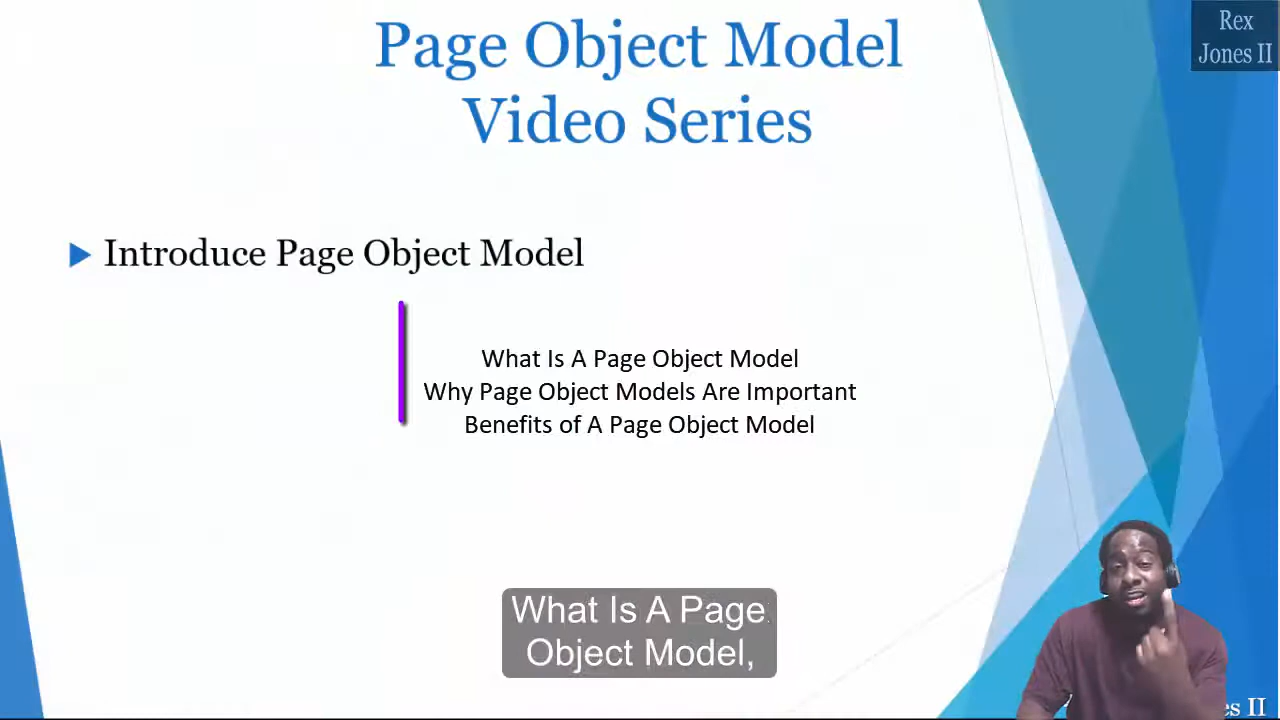 Page Object Model
Video Series
Rex
Jones II
Introduce Page Object Model
What Is A Page Object Model
Why Page Object Models Are Important
Benefits of A Page Object Model
What Is A Page
Object Model,
II